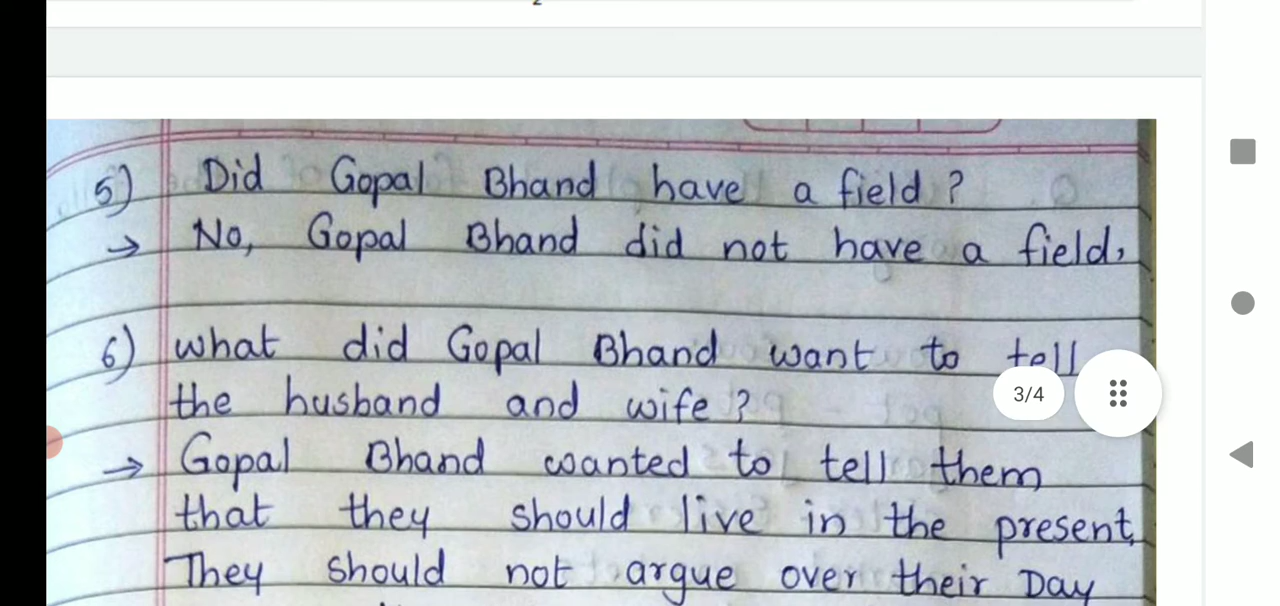 5) Did Gopal Bhand have a field?
→ No, Gopal Bhand did not have a field.
6) what did Gopal Bhand want to tell
the husband and wife?
3/4
→ Gopal Bhand wanted to tell them
that they should live in the present.
They should not argue over their Day